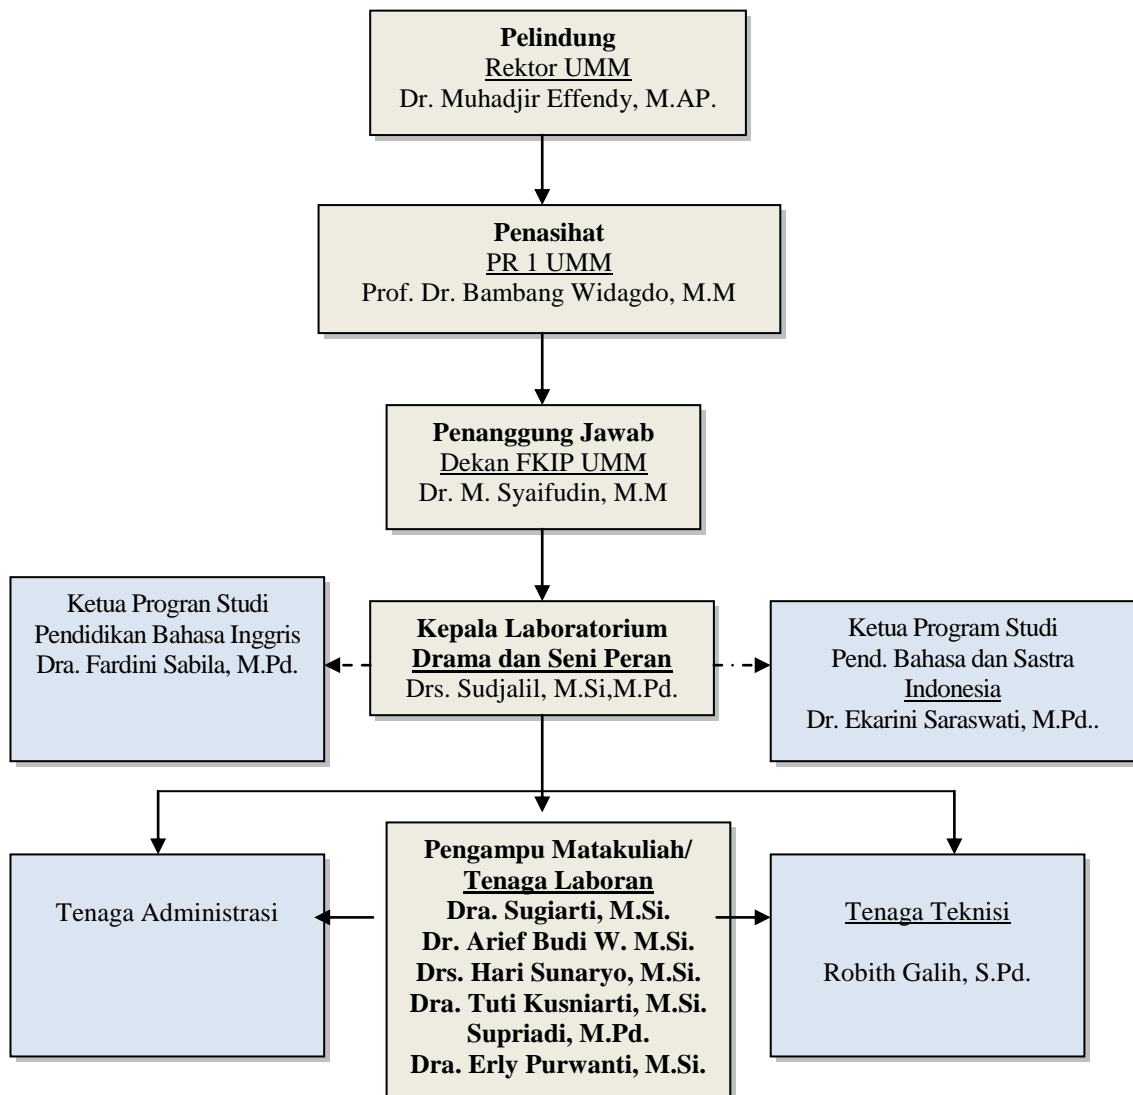 Pelindung
Rektor UMM
Dr. Muhadjir Effendy, M.AP.
Penasihat
PR 1 UMM
Prof. Dr. Bambang Widagdo, M.M
Penanggung Jawab
Dekan FKIP UMM
Dr. M. Syaifudin, M.M
Ketua Progran Studi
Pendidikan Bahasa Inggris
Dra. Fardini Sabila, M.Pd.
Kepala Laboratorium
Drama dan Seni Peran
Drs. Sudjalil, M.Si,M.Pd.
Ketua Program Studi
Pend. Bahasa dan Sastra
Indonesia
Dr. Ekarini Saraswati, M.Pd..
Tenaga Administrasi
Pengampu Matakuliah/
Tenaga Laboran
Dra. Sugiarti, M.Si.
Dr. Arief Budi W. M.Si.
Drs. Hari Sunaryo, M.Si.
Dra. Tuti Kusniarti, M.Si.
Supriadi, M.Pd.
Dra. Erly Purwanti, M.Si.
Tenaga Teknisi
Robith Galih, S.Pd.